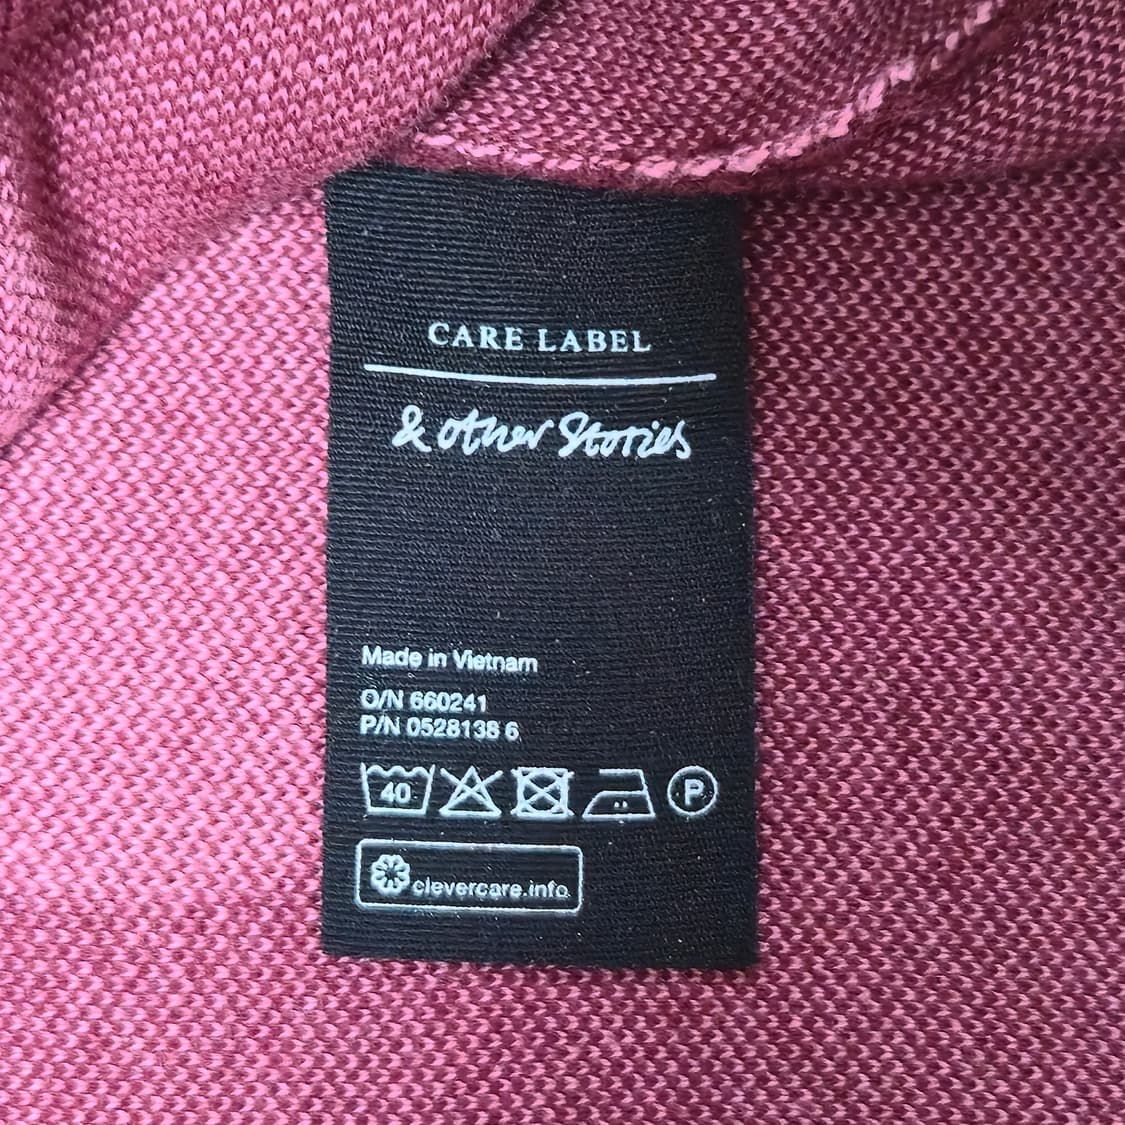 CARE LABEL
& other Stories
Made in Vietnam
O/N 660241
P/N 0528138 6
40 P
clevercare.info